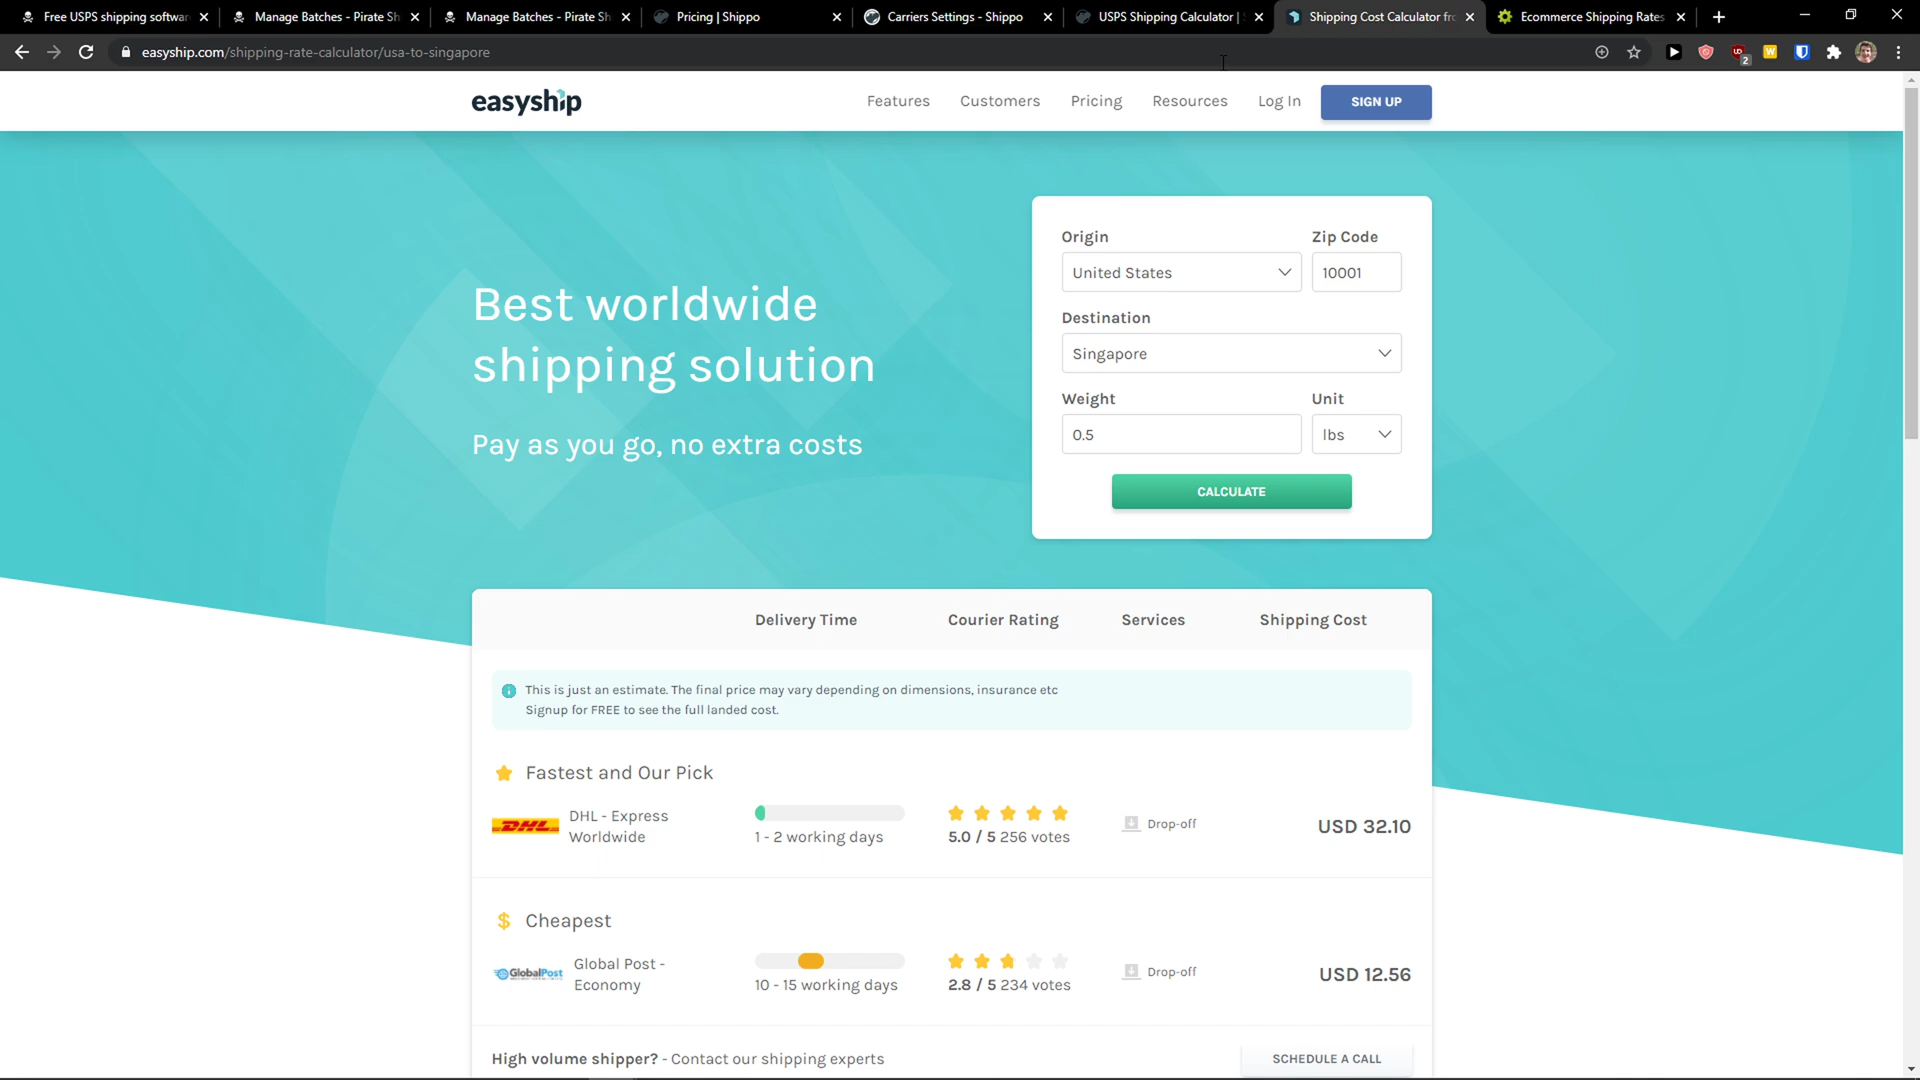 Free USPS shipping softwar
Manage Batches - Pirate Sh
Manage Batches - Pirate Sh
Pricing | Shippo
Carriers Settings - Shippo
USPS Shipping Calculator |
Shipping Cost Calculator fr
Ecommerce Shipping Rates
easyship.com/shipping-rate-calculator/usa-to-singapore
2
easyship
Features
Customers
Pricing
Resources
Log In
SIGN UP
Best worldwide
shipping solution
Pay as you go, no extra costs
Origin
Zip Code
United States
10001
Destination
Singapore
Weight
Unit
0.5
lbs
CALCULATE
Delivery Time
Courier Rating
Services
Shipping Cost
This is just an estimate. The final price may vary depending on dimensions, insurance etc
Signup for FREE to see the full landed cost.
Fastest and Our Pick
DHL
DHL - Express
Worldwide
1 - 2 working days
5.0 / 5 256 votes
Drop-off
USD 32.10
$ Cheapest
GlobalPost
Global Post -
Economy
10 - 15 working days
2.8 / 5 234 votes
Drop-off
USD 12.56
High volume shipper? - Contact our shipping experts
SCHEDULE A CALL